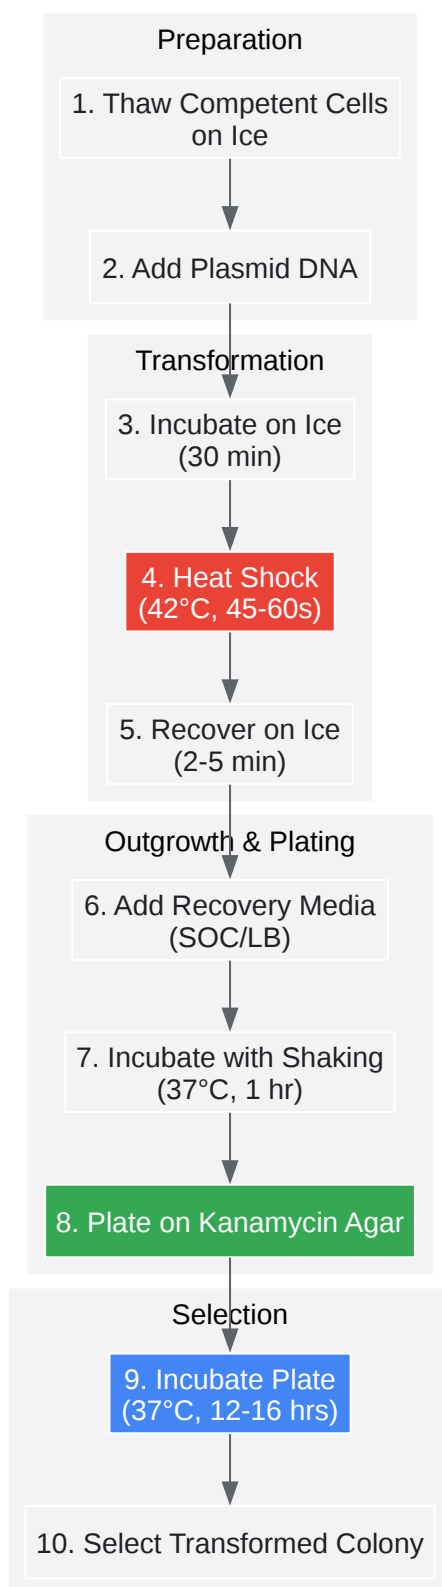 Preparation
1. Thaw Competent Cells
on Ice
2. Add Plasmid DNA
Transformation
3. Incubate on Ice
(30 min)
4. Heat Shock
(42°C, 45-60s)
5. Recover on Ice
(2-5 min)
Outgrowth & Plating
6. Add Recovery Media
(SOC/LB)
7. Incubate with Shaking
(37°C, 1 hr)
8. Plate on Kanamycin Agar
Selection
9. Incubate Plate
(37°C, 12-16 hrs)
10. Select Transformed Colony